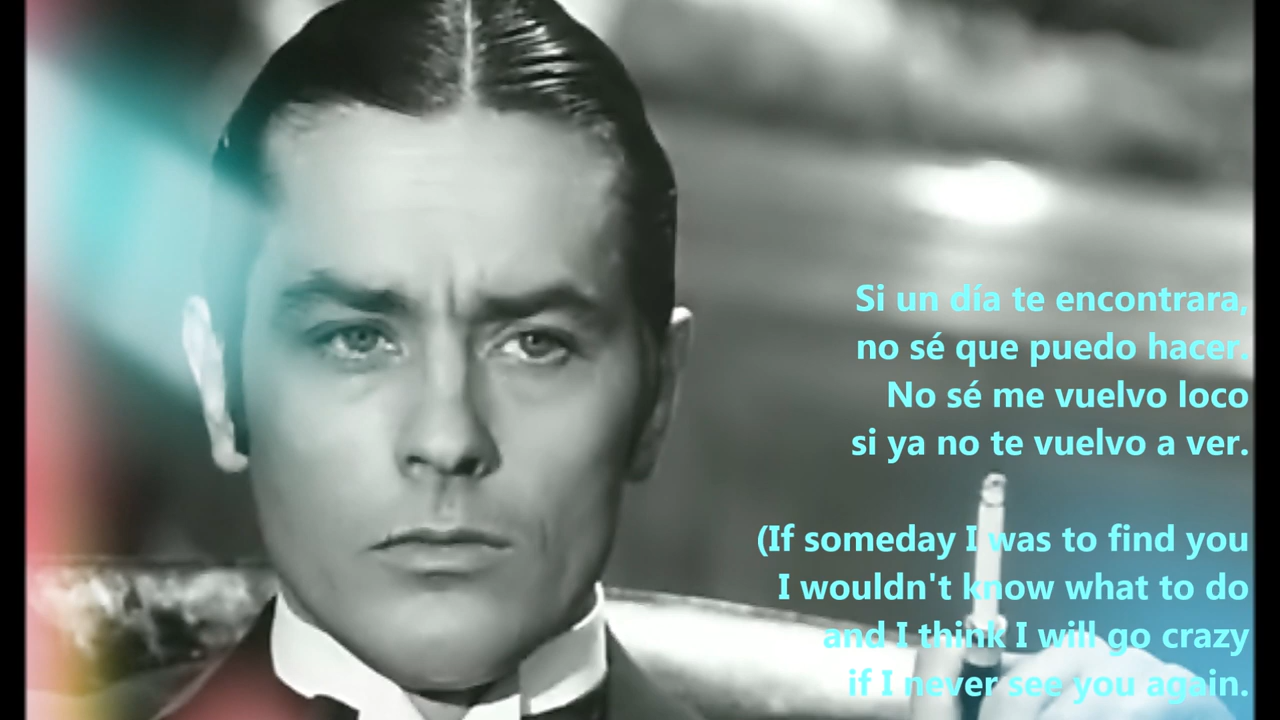 Si un día te encontrara,
no sé que puedo hacer.
No sé me vuelvo loco
si ya no te vuelvo a ver.
(If someday I was to find you
I wouldn't know what to do
and I think I will go crazy
if I never see you again.